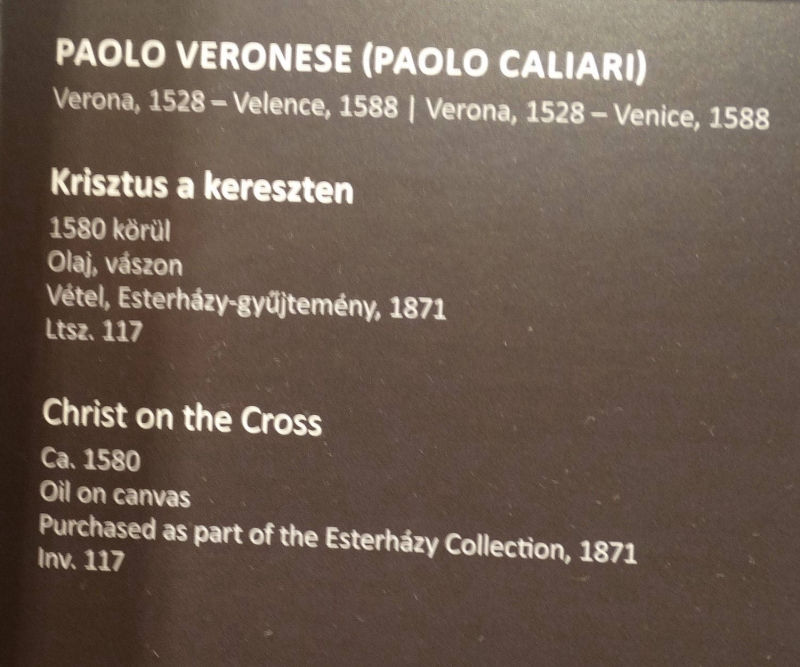 PAOLO VERONESE (PAOLO CALIARI)
Verona, 1528 – Velence, 1588 | Verona, 1528 – Venice, 1588
Krisztus a kereszten
1580 körül
Olaj, vászon
Vétel, Esterházy-gyűjtemény, 1871
Ltsz. 117
Christ on the Cross
Ca. 1580
Oil on canvas
Purchased as part of the Esterházy Collection, 1871
Inv. 117